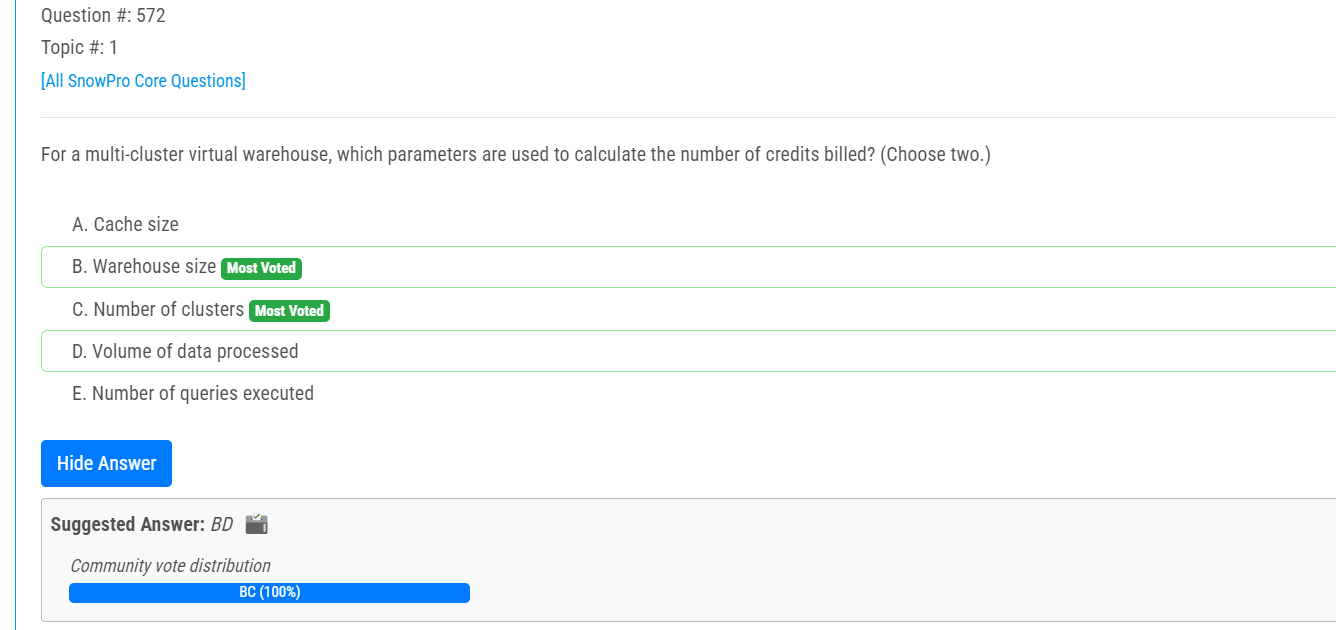 Question #: 572
Topic #: 1
[All SnowPro Core Questions]
For a multi-cluster virtual warehouse, which parameters are used to calculate the number of credits billed? (Choose two.)
A. Cache size
B. Warehouse size Most Voted
C. Number of clusters Most Voted
D. Volume of data processed
E. Number of queries executed
Hide Answer
Suggested Answer: BD
Community vote distribution
BC (100%)